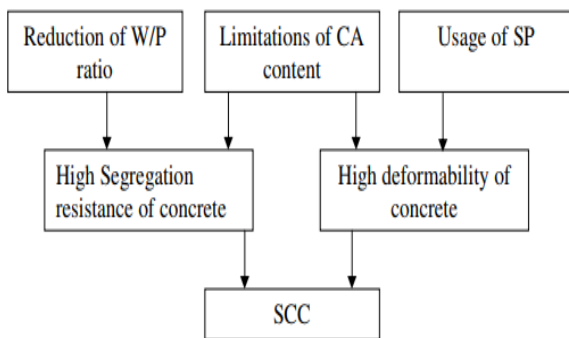 Reduction of W/P
ratio
Limitations of CA
content
Usage of SP
High Segregation
resistance of concrete
High deformability of
concrete
SCC